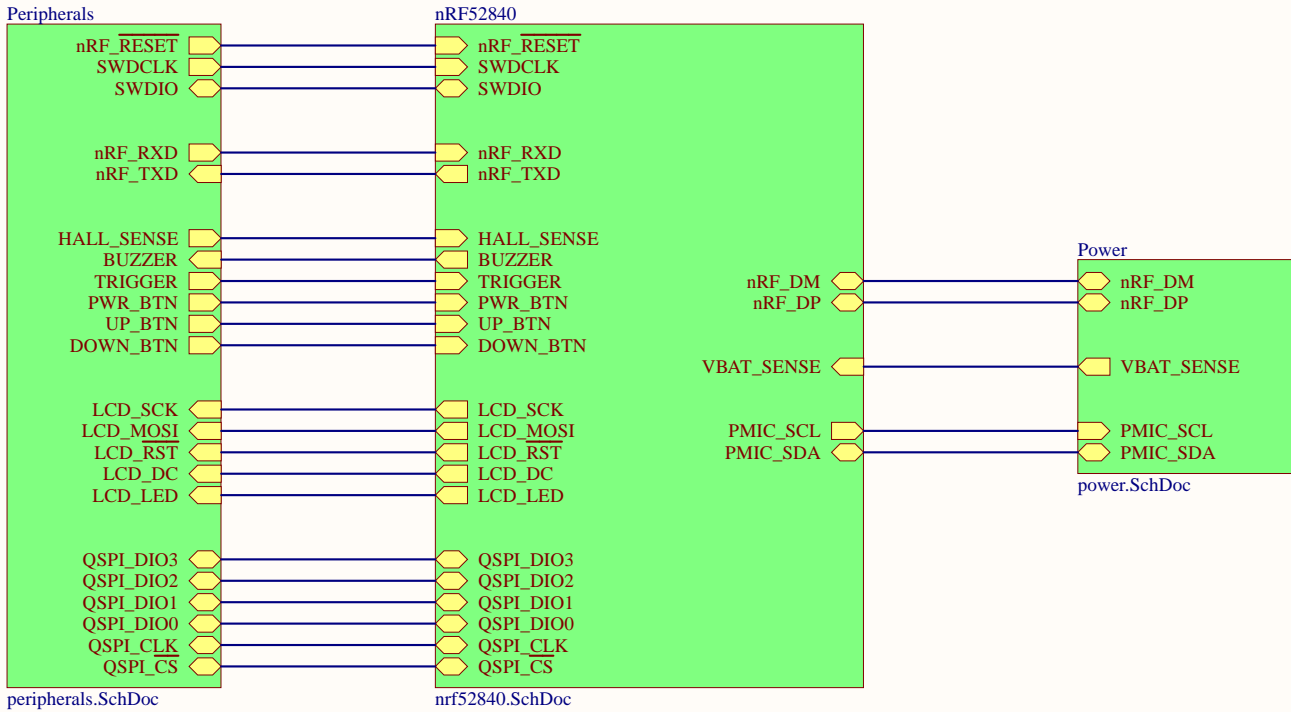 Peripherals
nRF_RESET
SWDCLK
SWDIO
nRF_RXD
nRF_TXD
HALL_SENSE
BUZZER
TRIGGER
PWR_BTN
UP_BTN
DOWN_BTN
LCD_SCK
LCD_MOSI
LCD_RST
LCD_DC
LCD_LED
QSPI_DIO3
QSPI_DIO2
QSPI_DIO1
QSPI_DIO0
QSPI_CLK
QSPI_CS
peripherals.SchDoc
nRF52840
nRF_RESET
SWDCLK
SWDIO
nRF_RXD
nRF_TXD
HALL_SENSE
BUZZER
TRIGGER
PWR_BTN
UP_BTN
DOWN_BTN
LCD_SCK
LCD_MOSI
LCD_RST
LCD_DC
LCD_LED
QSPI_DIO3
QSPI_DIO2
QSPI_DIO1
QSPI_DIO0
QSPI_CLK
QSPI_CS
nRF_DM
nRF_DP
VBAT_SENSE
PMIC_SCL
PMIC_SDA
nrf52840.SchDoc
Power
nRF_DM
nRF_DP
VBAT_SENSE
PMIC_SCL
PMIC_SDA
power.SchDoc